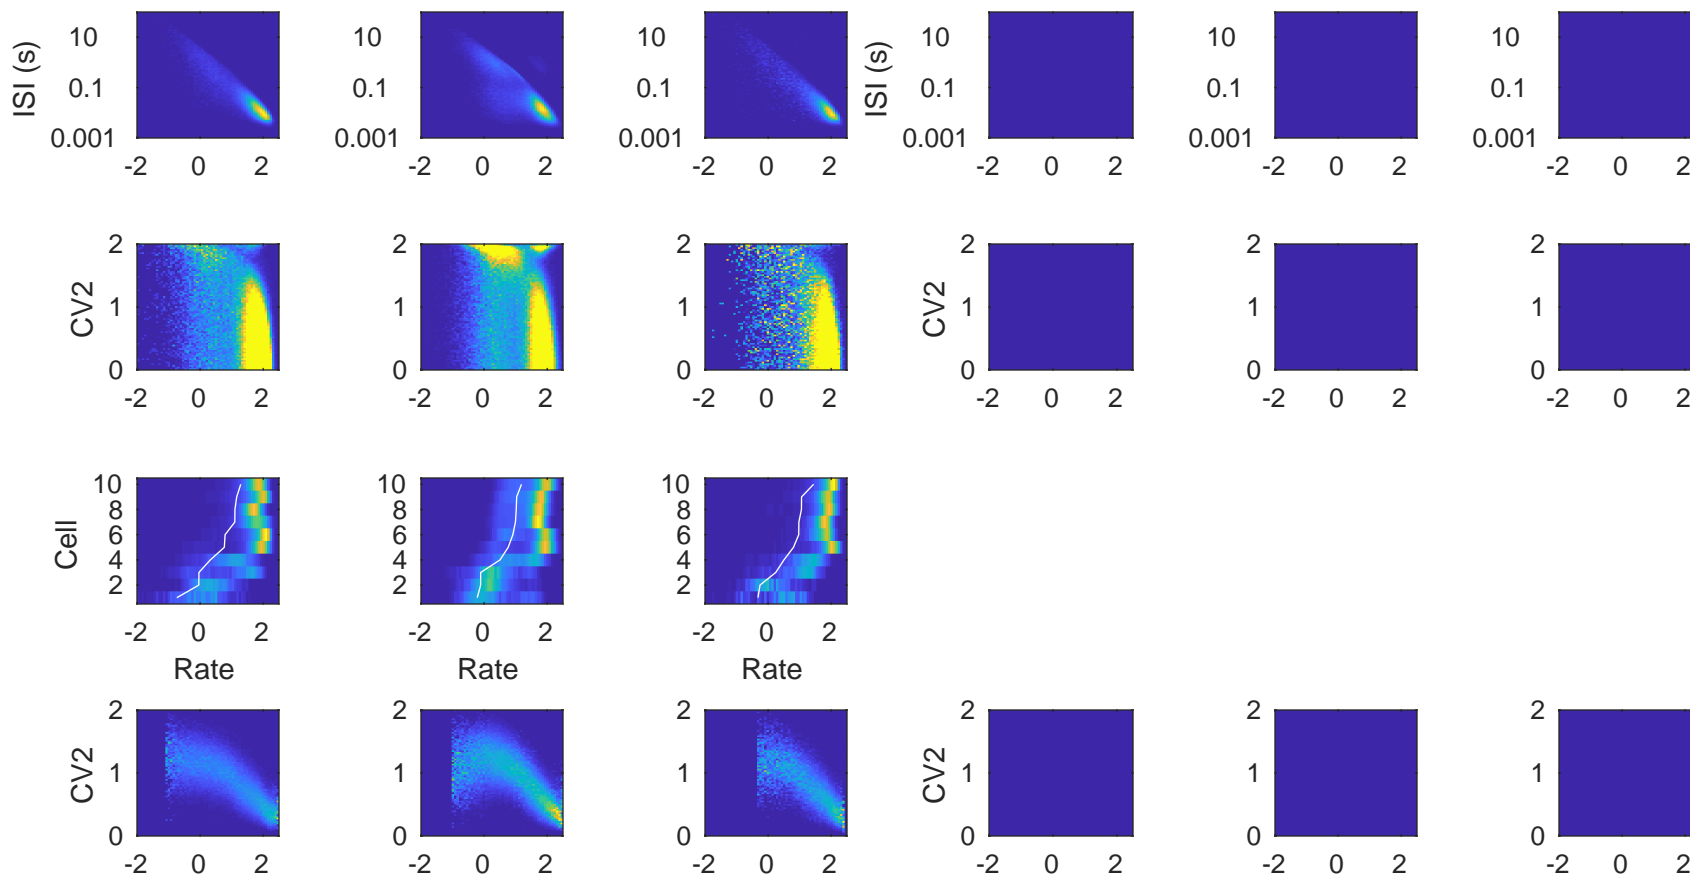 ISI (s) 10 10 10 ISI (s) 10 10 10
0.1 0.1 0.1 0.1 0.1 0.1
0.001 0.001 0.001 0.001 0.001 0.001
-2 0 2 -2 0 2 -2 0 2 -2 0 2 -2 0 2 -2 0 2
CV2 2 2 2 CV2 2 2 2
1 1 1 1 1 1
0 0 0 0 0 0
-2 0 2 -2 0 2 -2 0 2 -2 0 2 -2 0 2 -2 0 2
Cell 10 10 10
8 8 8
6 6 6
4 4 4
2 2 2
-2 0 2 -2 0 2 -2 0 2
Rate Rate Rate
CV2 2 2 2 CV2 2 2 2
1 1 1 1 1 1
0 0 0 0 0 0
-2 0 2 -2 0 2 -2 0 2 -2 0 2 -2 0 2 -2 0 2